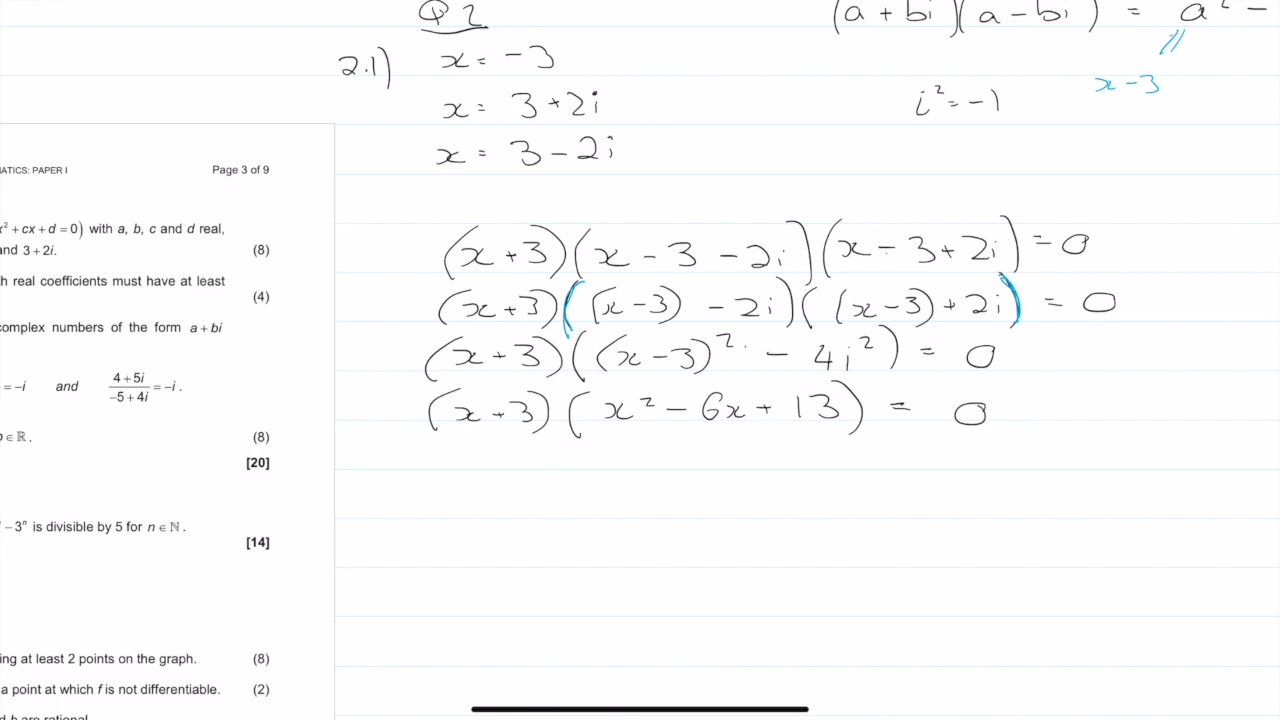 Q2
(a + bi)(a - bi) = a² -
2.1) x = -3
x - 3
x = 3 + 2i
i² = -1
x = 3 - 2i
ATICS: PAPER I Page 3 of 9
x² + cx + d = 0) with a, b, c and d real,
and 3 + 2i. (8)
h real coefficients must have at least
(4)
complex numbers of the form a + bi
= -i and (4 + 5i)/(-5 + 4i) = -i.
∈ ℝ. (8)
[20]
- 3ⁿ is divisible by 5 for n ∈ ℕ.
[14]
ing at least 2 points on the graph. (8)
a point at which f is not differentiable. (2)
b are rational
(x + 3)(x - 3 - 2i)(x - 3 + 2i) = 0
(x + 3)((x - 3) - 2i)((x - 3) + 2i) = 0
(x + 3)((x - 3)² - 4i²) = 0
(x + 3)(x² - 6x + 13) = 0